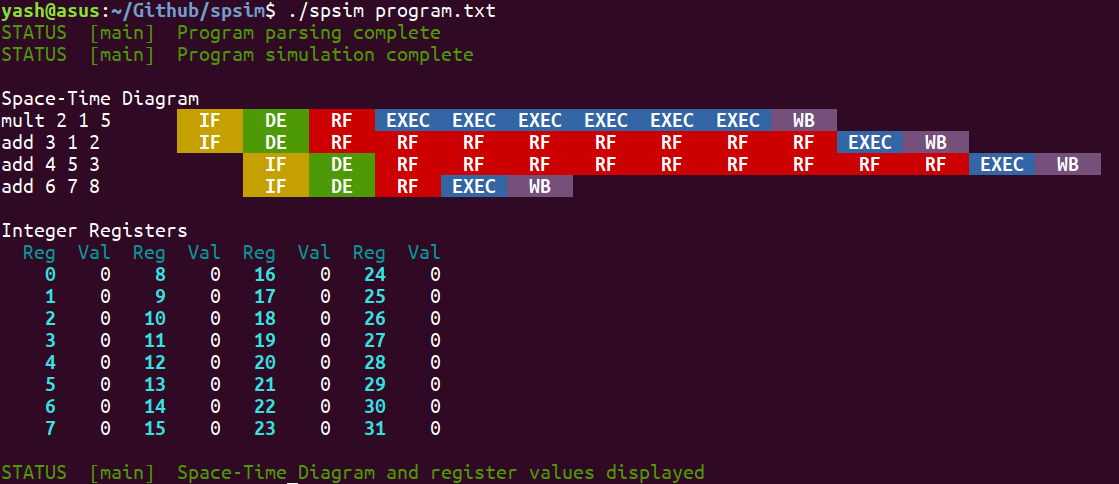 yash@asus:~/Github/spsim$ ./spsim program.txt
STATUS [main] Program parsing complete
STATUS [main] Program simulation complete
Space-Time Diagram
mult 2 1 5 IF DE RF EXEC EXEC EXEC EXEC EXEC EXEC WB
add 3 1 2 IF DE RF RF RF RF RF RF RF EXEC WB
add 4 5 3 IF DE RF RF RF RF RF RF RF RF EXEC WB
add 6 7 8 IF DE RF EXEC WB
Integer Registers
Reg Val Reg Val Reg Val Reg Val
0 0 8 0 16 0 24 0
1 0 9 0 17 0 25 0
2 0 10 0 18 0 26 0
3 0 11 0 19 0 27 0
4 0 12 0 20 0 28 0
5 0 13 0 21 0 29 0
6 0 14 0 22 0 30 0
7 0 15 0 23 0 31 0
STATUS [main] Space-Time Diagram and register values displayed